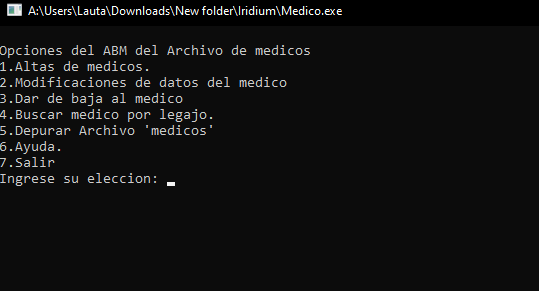 A:\Users\Lauta\Downloads\New folder\Iridium\Medico.exe
Opciones del ABM del Archivo de medicos
1.Altas de medicos.
2.Modificaciones de datos del medico
3.Dar de baja al medico
4.Buscar medico por legajo.
5.Depurar Archivo 'medicos'
6.Ayuda.
7.Salir
Ingrese su eleccion: